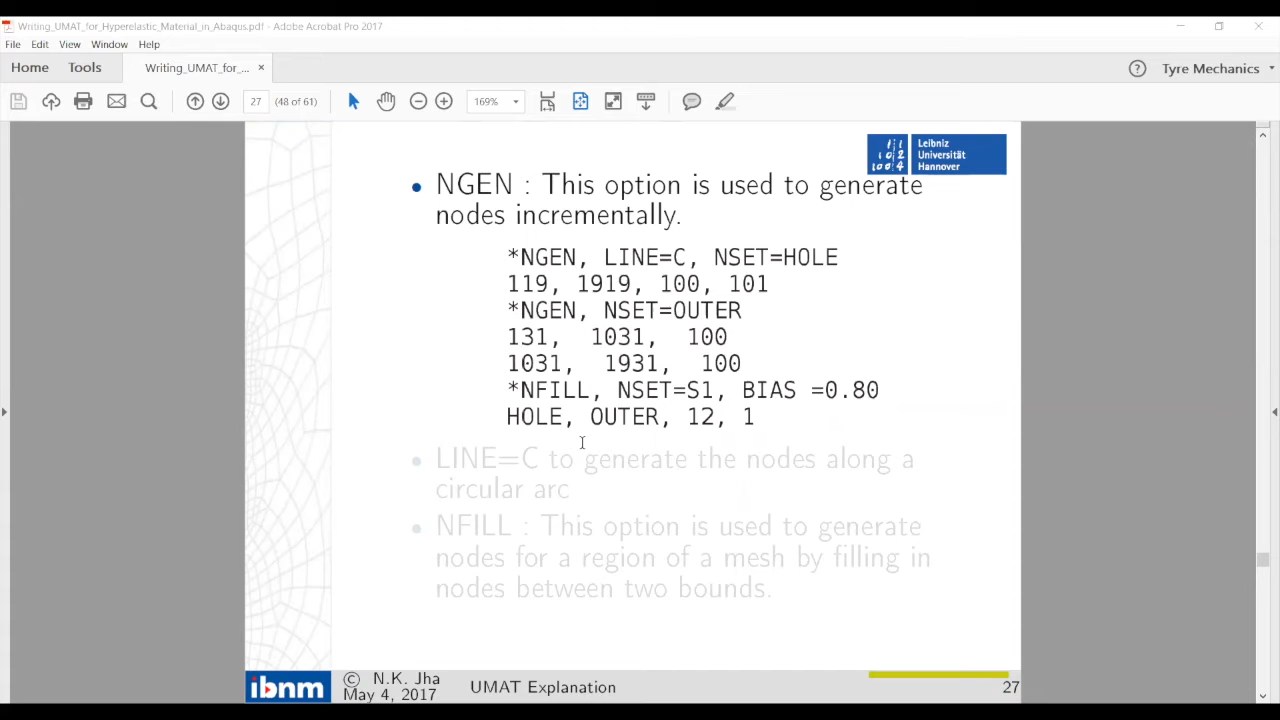 Writing_UMAT_for_Hyperelastic_Material_in_Abaqus.pdf - Adobe Acrobat Pro 2017
File Edit View Window Help
Home Tools Writing_UMAT_for_... × Tyre Mechanics
27 (48 of 61) 169%
Leibniz
Universität
Hannover
• NGEN : This option is used to generate
nodes incrementally.
*NGEN, LINE=C, NSET=HOLE
119, 1919, 100, 101
*NGEN, NSET=OUTER
131, 1031, 100
1031, 1931, 100
*NFILL, NSET=S1, BIAS =0.80
HOLE, OUTER, 12, 1
• LINE=C to generate the nodes along a
circular arc
• NFILL : This option is used to generate
nodes for a region of a mesh by filling in
nodes between two bounds.
ibnm
© N.K. Jha
May 4, 2017
UMAT Explanation
27